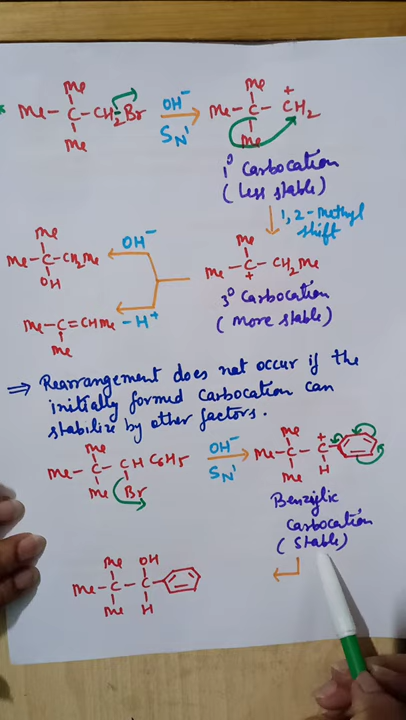 Me Me
Me-C-CH2-Br OH⁻ Me-C-CH2 +
Me SN1 Me
1° Carbocation
(Less stable)
1,2-methyl
shift
Me OH⁻ Me
Me-C-CH2Me Me-C-CH2Me
OH +
3° Carbocation
Me-C=CHMe -H⁺ (More stable)
Me
⇒ Rearrangement does not occur if the
initially formed Carbocation can
stabilize by other factors.
Me Me
Me-C-CH C6H5 OH⁻ Me-C-C +
Me Br SN1 Me H
Benzylic
Carbocation
(Stable)
Me OH
Me-C-C
Me H